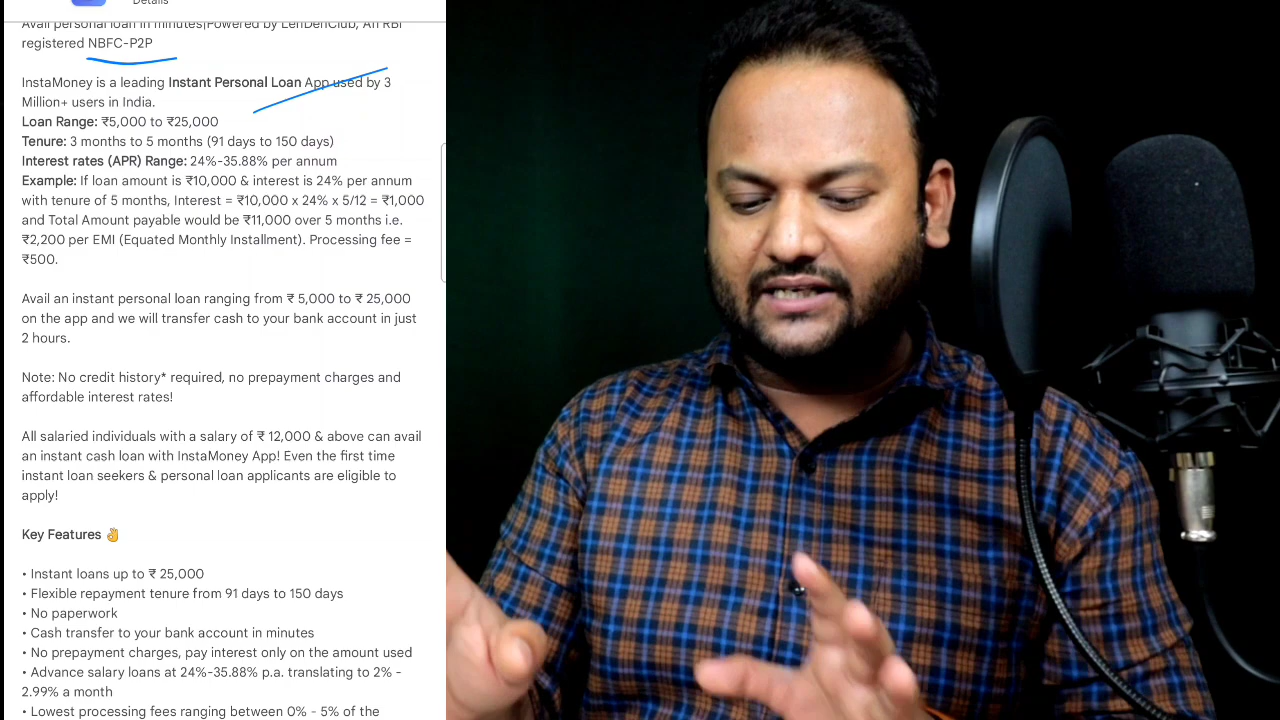 Details
Avail personal loan in minutes|Powered by LenDenClub, An RBI
registered NBFC-P2P
InstaMoney is a leading Instant Personal Loan App used by 3
Million+ users in India.
Loan Range: ₹5,000 to ₹25,000
Tenure: 3 months to 5 months (91 days to 150 days)
Interest rates (APR) Range: 24%-35.88% per annum
Example: If loan amount is ₹10,000 & interest is 24% per annum
with tenure of 5 months, Interest = ₹10,000 x 24% x 5/12 = ₹1,000
and Total Amount payable would be ₹11,000 over 5 months i.e.
₹2,200 per EMI (Equated Monthly Installment). Processing fee =
₹500.
Avail an instant personal loan ranging from ₹ 5,000 to ₹ 25,000
on the app and we will transfer cash to your bank account in just
2 hours.
Note: No credit history* required, no prepayment charges and
affordable interest rates!
All salaried individuals with a salary of ₹ 12,000 & above can avail
an instant cash loan with InstaMoney App! Even the first time
instant loan seekers & personal loan applicants are eligible to
apply!
Key Features 👌
• Instant loans up to ₹ 25,000
• Flexible repayment tenure from 91 days to 150 days
• No paperwork
• Cash transfer to your bank account in minutes
• No prepayment charges, pay interest only on the amount used
• Advance salary loans at 24%-35.88% p.a. translating to 2% -
2.99% a month
• Lowest processing fees ranging between 0% - 5% of the